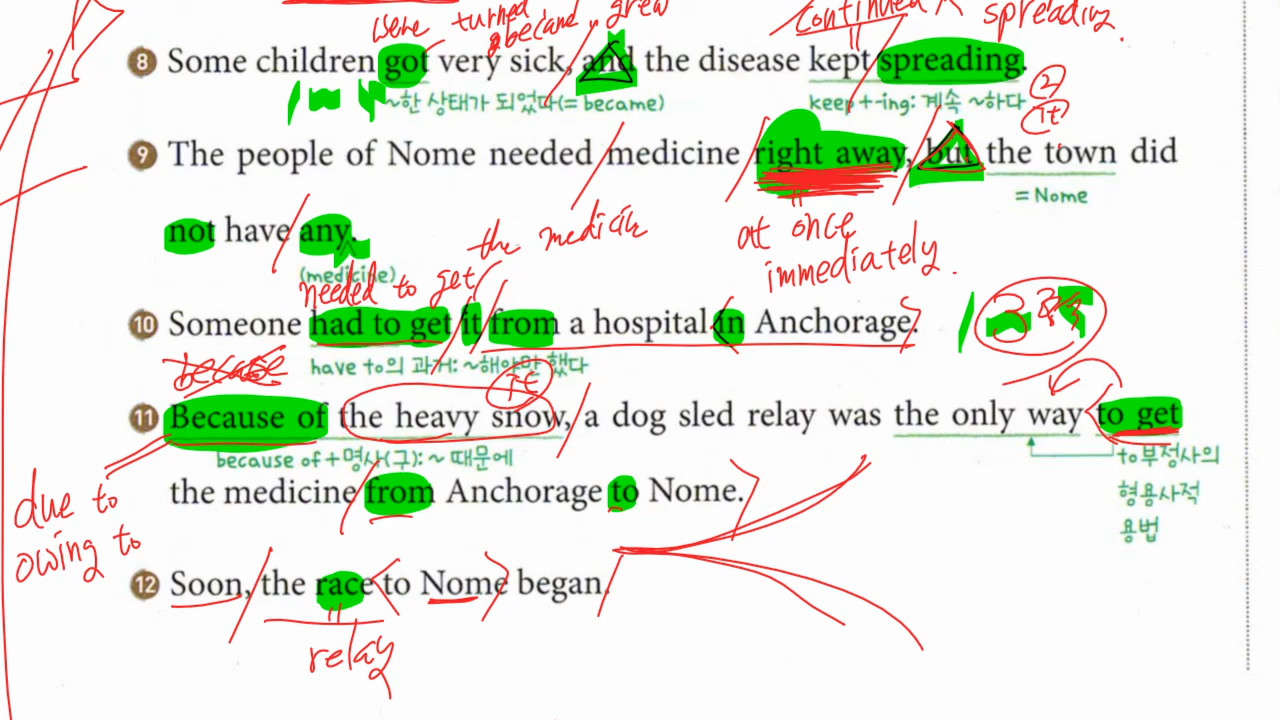 were turned became grew continued spreading.
⑧ Some children got very sick, and the disease kept spreading.
~한 상태가 되었다(= became) keep +-ing: 계속 ~하다 ②
it
⑨ The people of Nome needed medicine right away, but the town did
= Nome
not have any. the medicine at once
(medicine) immediately.
needed to get
⑩ Someone had to get it from a hospital in Anchorage.
because have to의 과거: ~해야만 했다
it
⑪ Because of the heavy snow, a dog sled relay was the only way to get
because of + 명사(구): ~ 때문에 to부정사의
the medicine from Anchorage to Nome. 형용사적
due to 용법
owing to
⑫ Soon, the race to Nome began.
relay